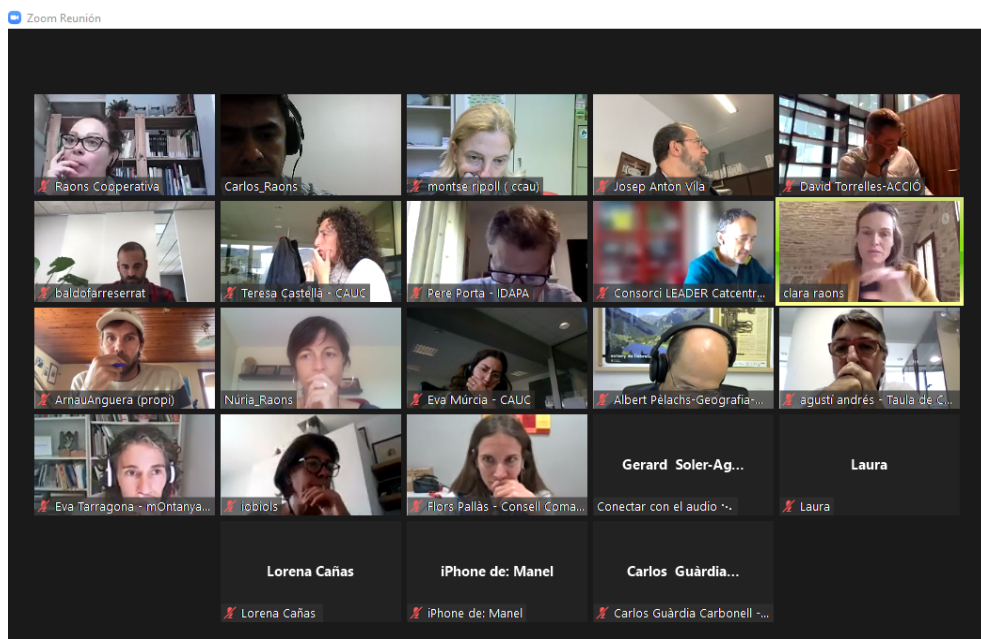 Zoom Reunión
Raons Cooperativa
Carlos_Raons
montse ripoll ( ccau)
Josep Anton Vila
David Torrelles-ACCIÓ
baldofarreserrat
Teresa Castellà - CAUC
Pere Porta - IDAPA
Consorci LEADER Catcentr...
clara raons
ArnauAnguera (propi)
Núria_Raons
Eva Múrcia - CAUC
Albert Pèlachs-Geografia-...
agustí andrés - Taula de C...
Eva Tarragona - mOntanya...
iobiols
Flors Pallàs - Consell Coma...
Gerard Soler-Ag...
Conectar con el audio
Laura
Laura
Lorena Cañas
iPhone de: Manel
Carlos Guàrdia...
Lorena Cañas
iPhone de: Manel
Carlos Guàrdia Carbonell -...